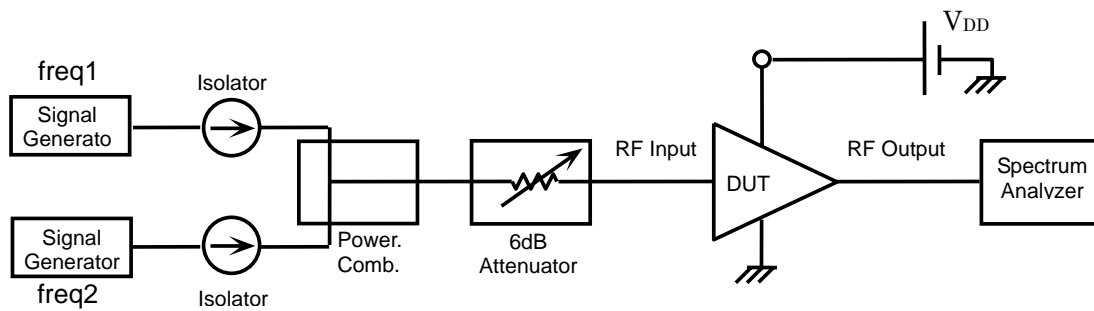 freq1
Signal
Generato
Isolator
Signal
Generator
freq2
Isolator
Power.
Comb.
6dB
Attenuator
RF Input
DUT
VDD
RF Output
Spectrum
Analyzer